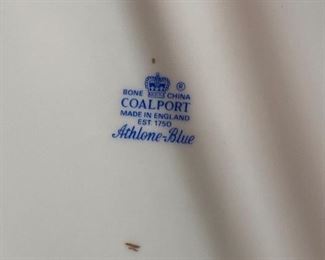 BONE CHINA ®
COALPORT
MADE IN ENGLAND
EST. 1750
Athlone-Blue